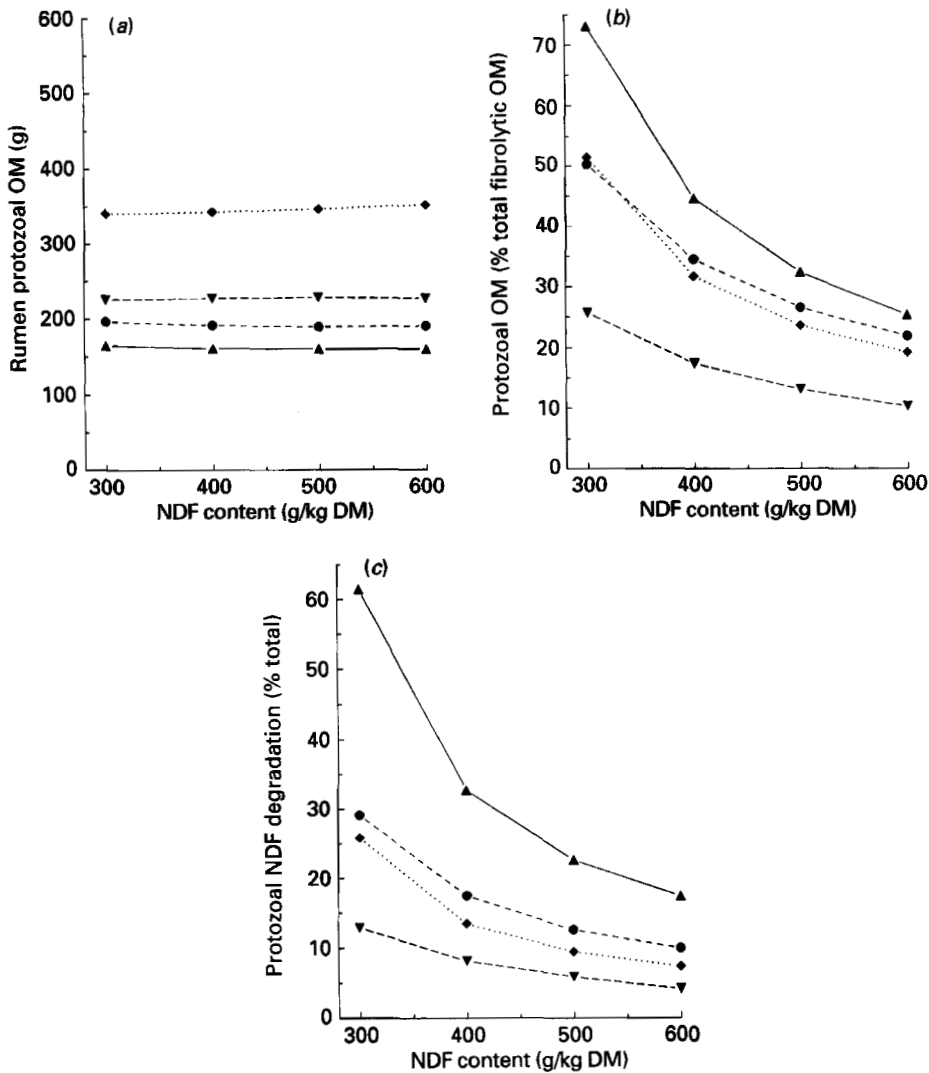 (a)
Rumen protozoal OM (g)
600
500
400
300
200
100
0
300 400 500 600
NDF content (g/kg DM)
(b)
Protozoal OM (% total fibrolytic OM)
70
60
50
40
30
20
10
0
300 400 500 600
NDF content (g/kg DM)
(c)
Protozoal NDF degradation (% total)
60
50
40
30
20
10
0
300 400 500 600
NDF content (g/kg DM)